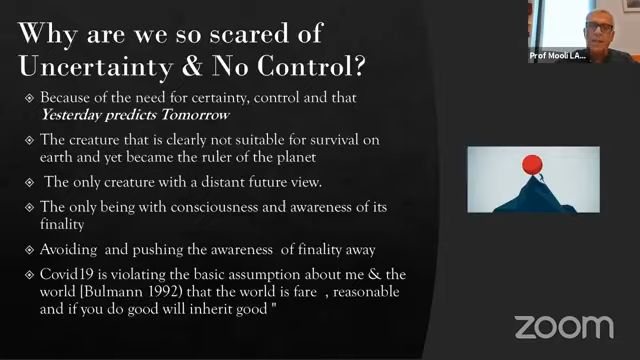 Why are we so scared of
Uncertainty & No Control?
Because of the need for certainty, control and that
Yesterday predicts Tomorrow
The creature that is clearly not suitable for survival on
earth and yet became the ruler of the planet
The only creature with a distant future view.
The only being with consciousness and awareness of its
finality
Avoiding and pushing the awareness of finality away
Covid19 is violating the basic assumption about me & the
world [Bulmann 1992) that the world is fare , reasonable
and if you do good will inherit good "
Prof Mooli LA...
zoom